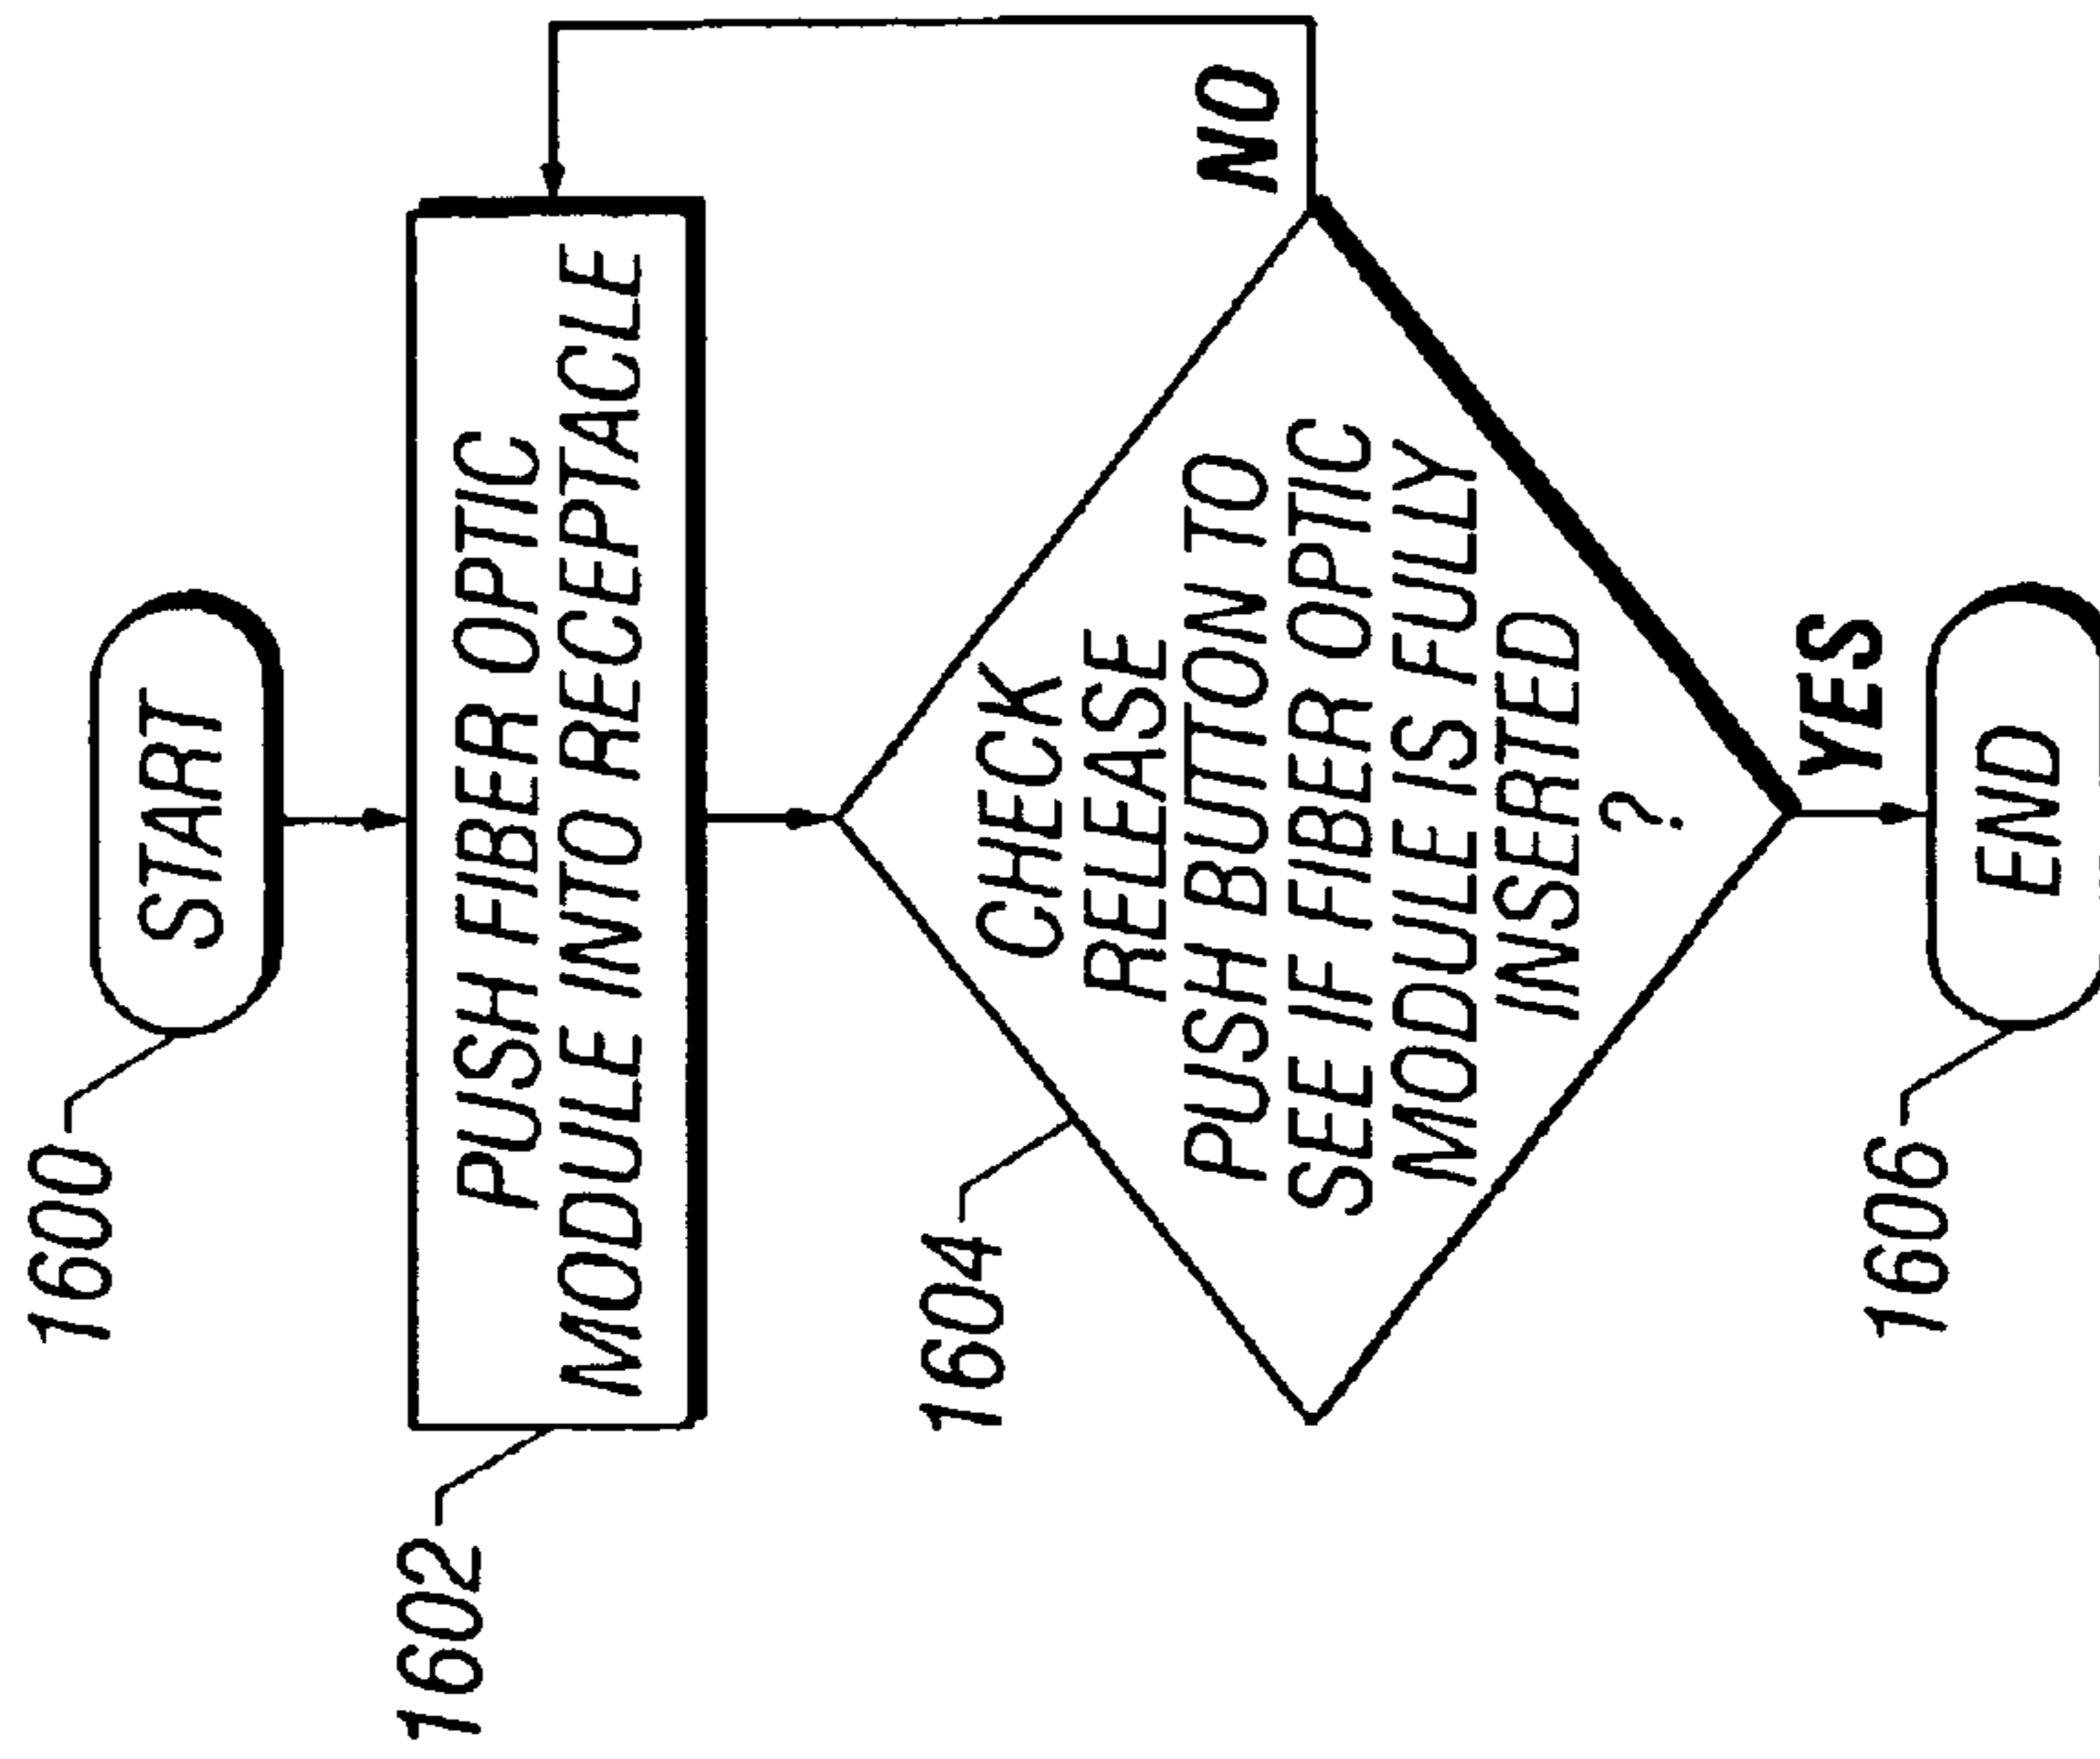 1600
START
1602
PUSH FIBER OPTIC
MODULE INTO RECEPTACLE
1604
CHECK
RELEASE
PUSH BUTTON TO
SEE IF FIBER OPTIC
MODULE IS FULLY
INSERTED
?
NO
YES
1606
END